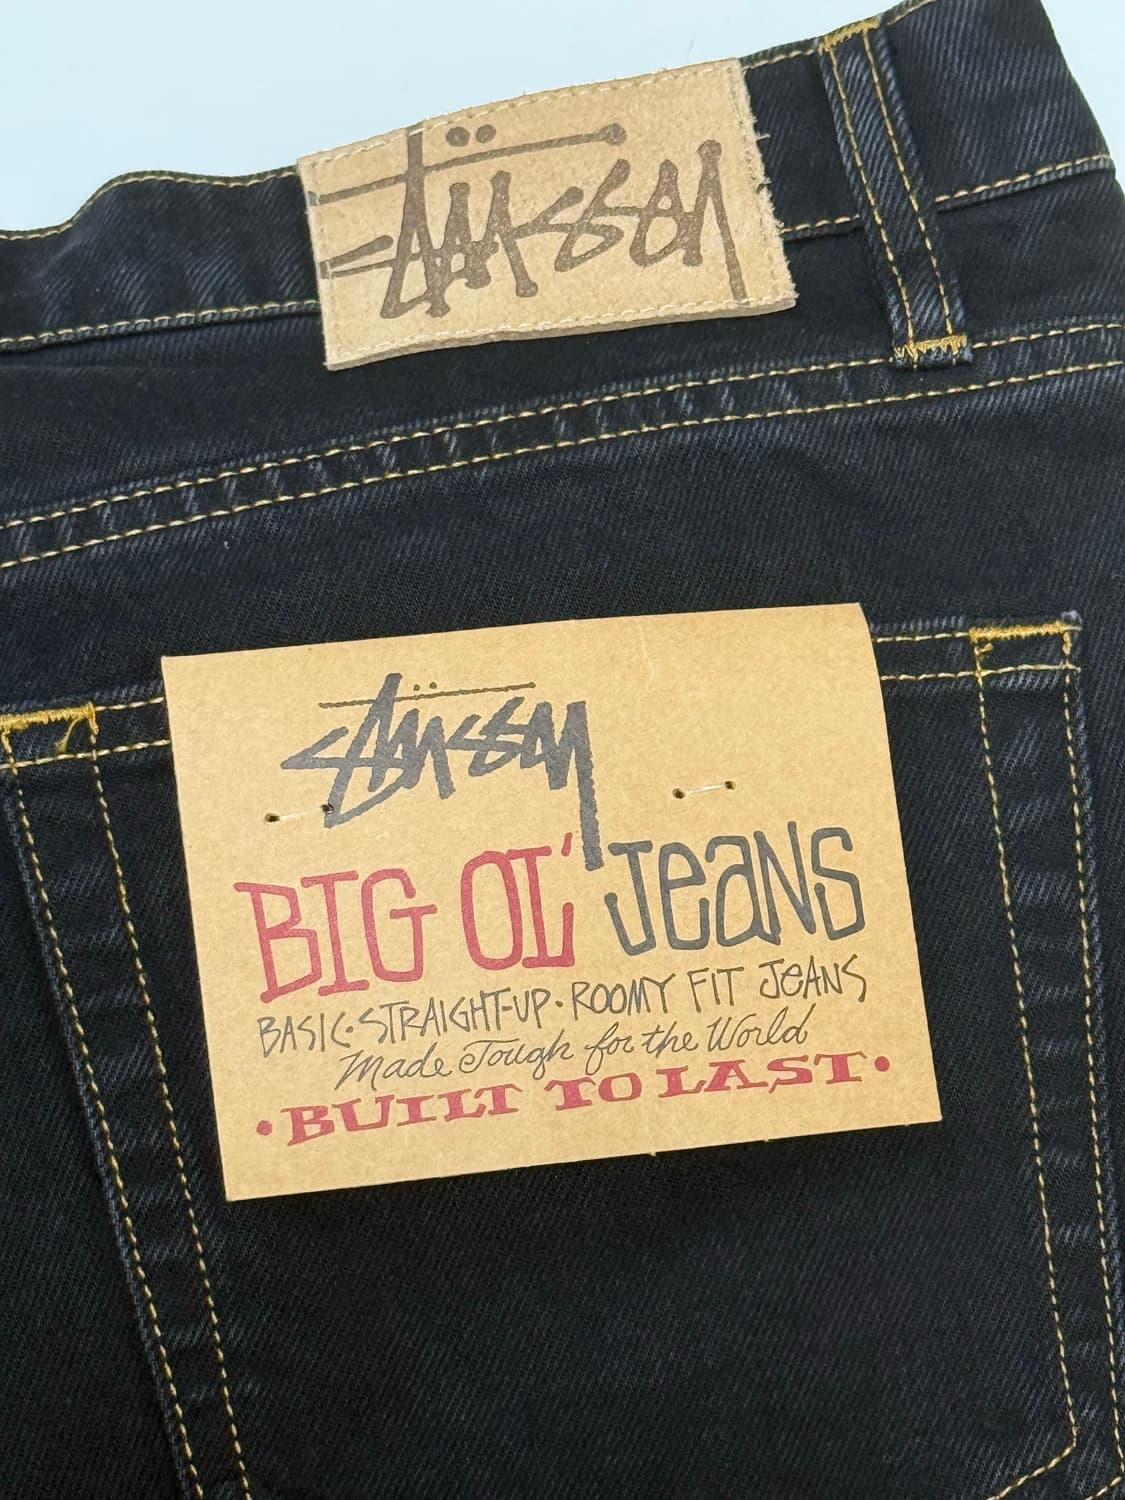 Stüssy
Stüssy
BIG OL' JeaNS
BASIC·STRAIGHT-UP·ROOMY FIT JeANS
Made Tough for the World
•BUILT TO LAST•